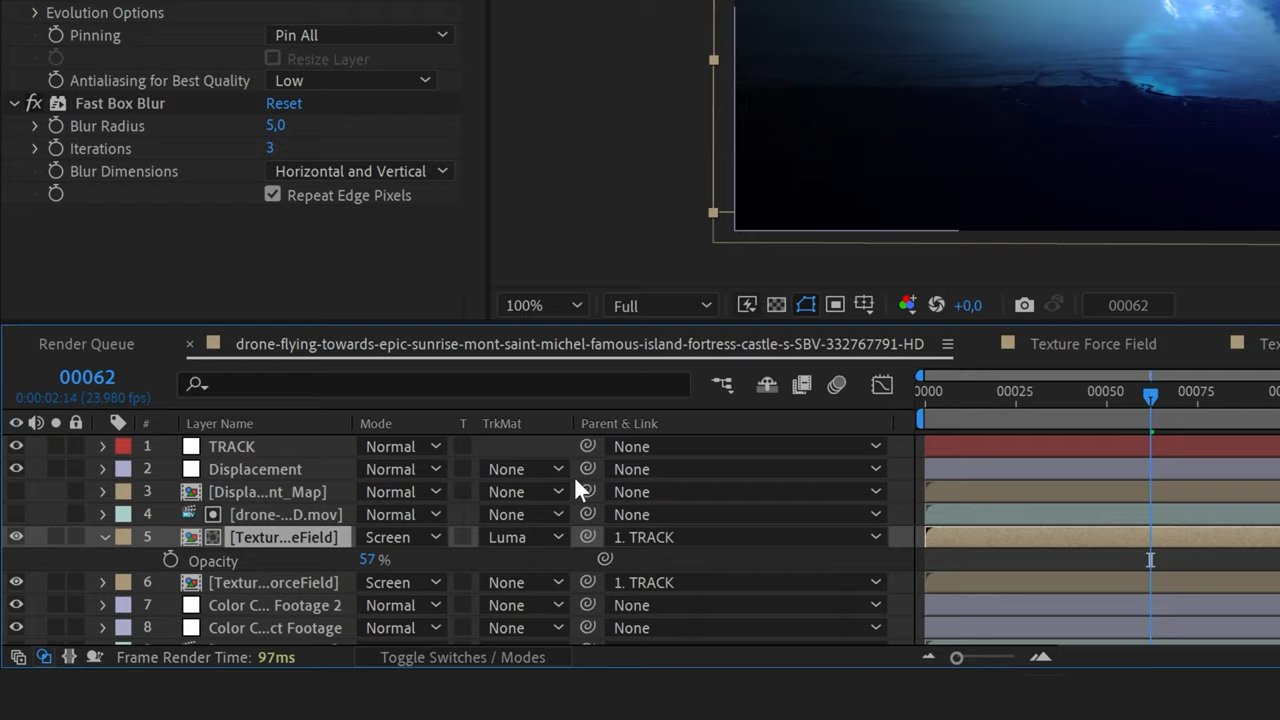 Evolution Options
Pinning Pin All
Resize Layer
Antialiasing for Best Quality Low
fx Fast Box Blur Reset
Blur Radius 5,0
Iterations 3
Blur Dimensions Horizontal and Vertical
Repeat Edge Pixels
100% Full +0,0 00062
Render Queue × drone-flying-towards-epic-sunrise-mont-saint-michel-famous-island-fortress-castle-s-SBV-332767791-HD Texture Force Field Te
00062
0:00:02:14 (23.980 fps)
0000 00025 00050 00075 00
# Layer Name Mode T TrkMat Parent & Link
1 TRACK Normal None
2 Displacement Normal None None
3 [Displa...nt_Map] Normal None None
4 [drone-...D.mov] Normal None None
5 [Textur...eField] Screen Luma 1. TRACK
Opacity 57 %
6 [Textur...orceField] Screen None 1. TRACK
7 Color C... Footage 2 Normal None None
8 Color C...ct Footage Normal None None
Frame Render Time: 97ms Toggle Switches / Modes